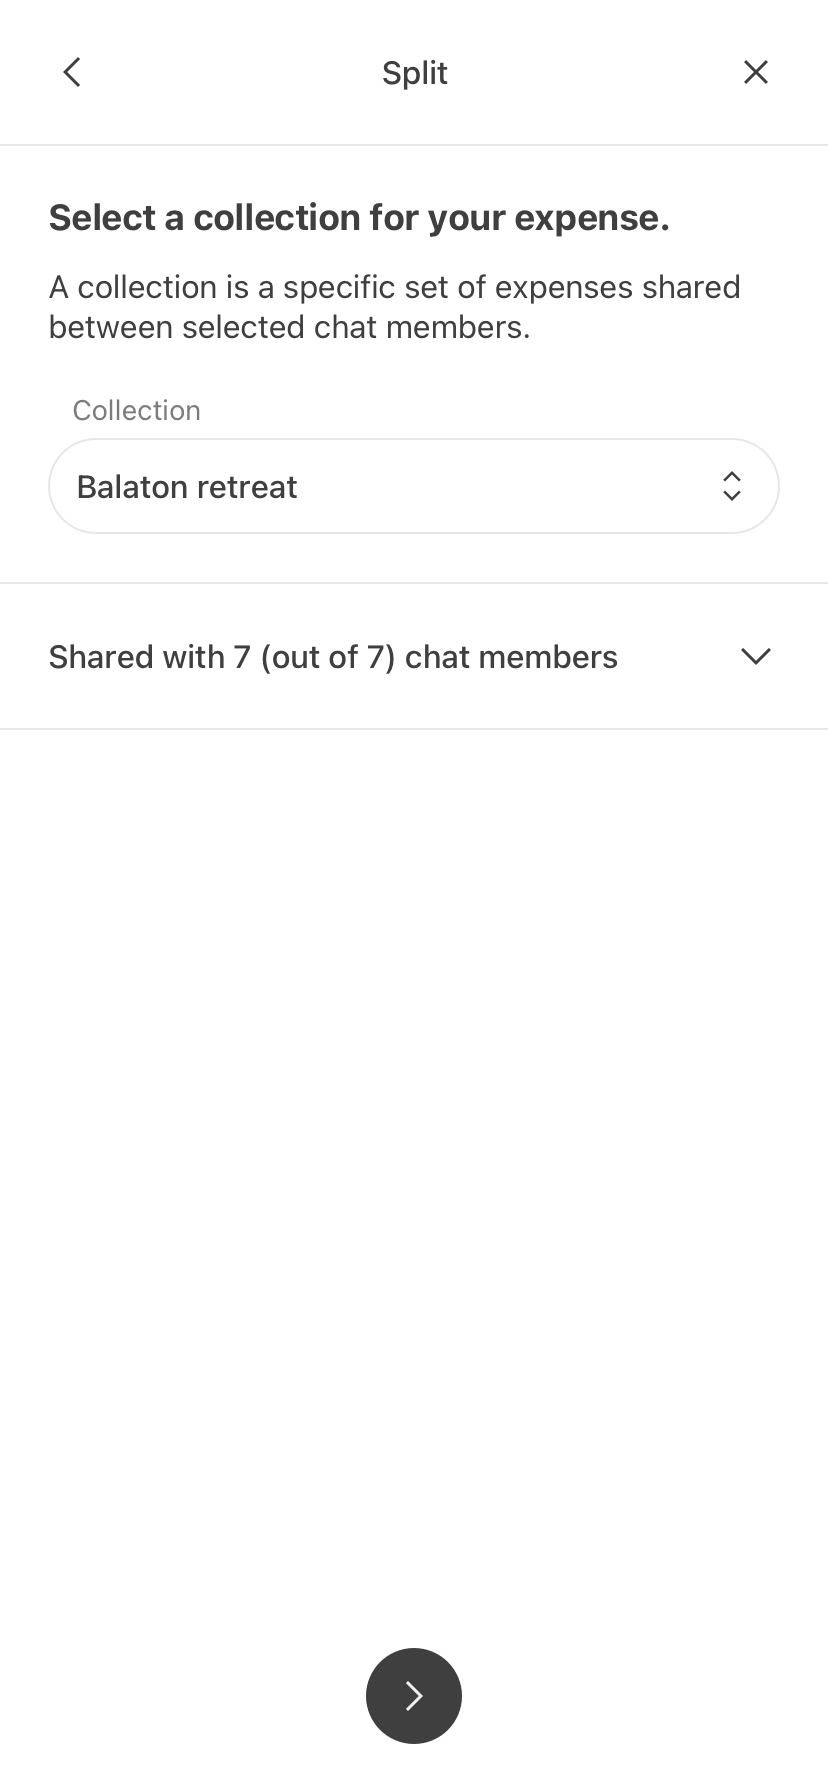 Split
Select a collection for your expense.
A collection is a specific set of expenses shared
between selected chat members.
Collection
Balaton retreat
Shared with 7 (out of 7) chat members